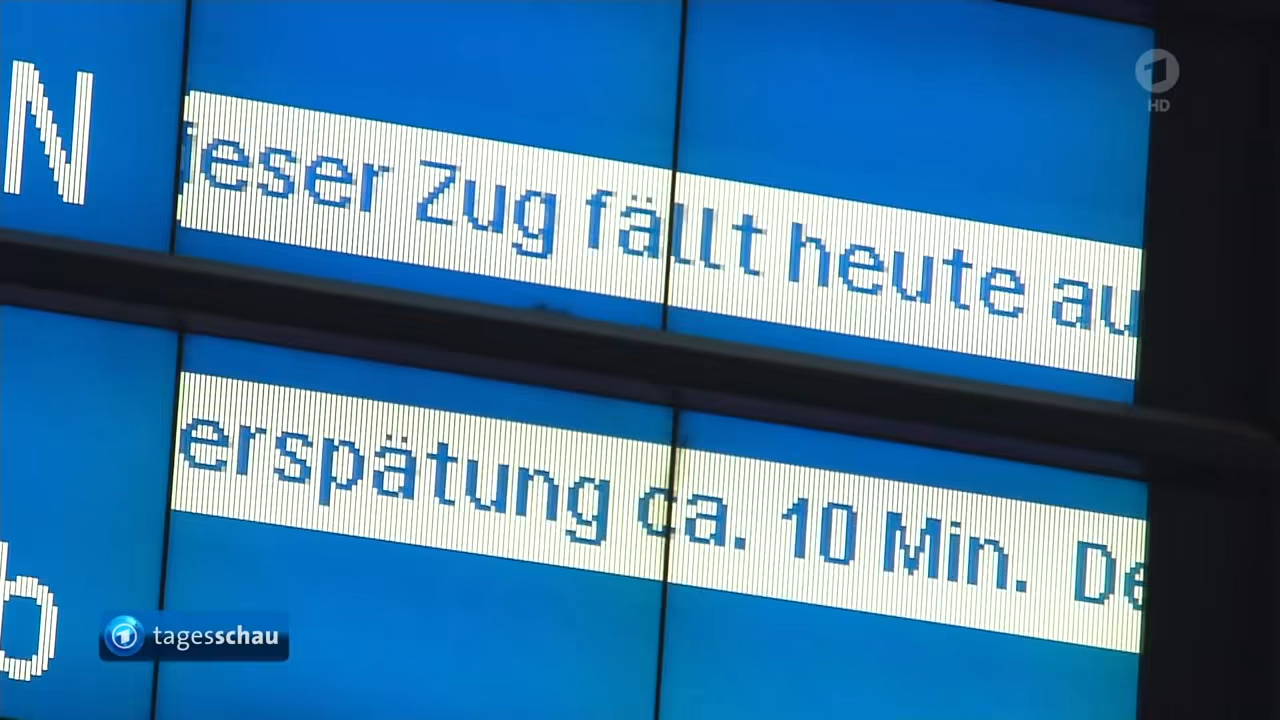 HD
N
ieser Zug fällt heute au
erspätung ca. 10 Min. De
b
tagesschau